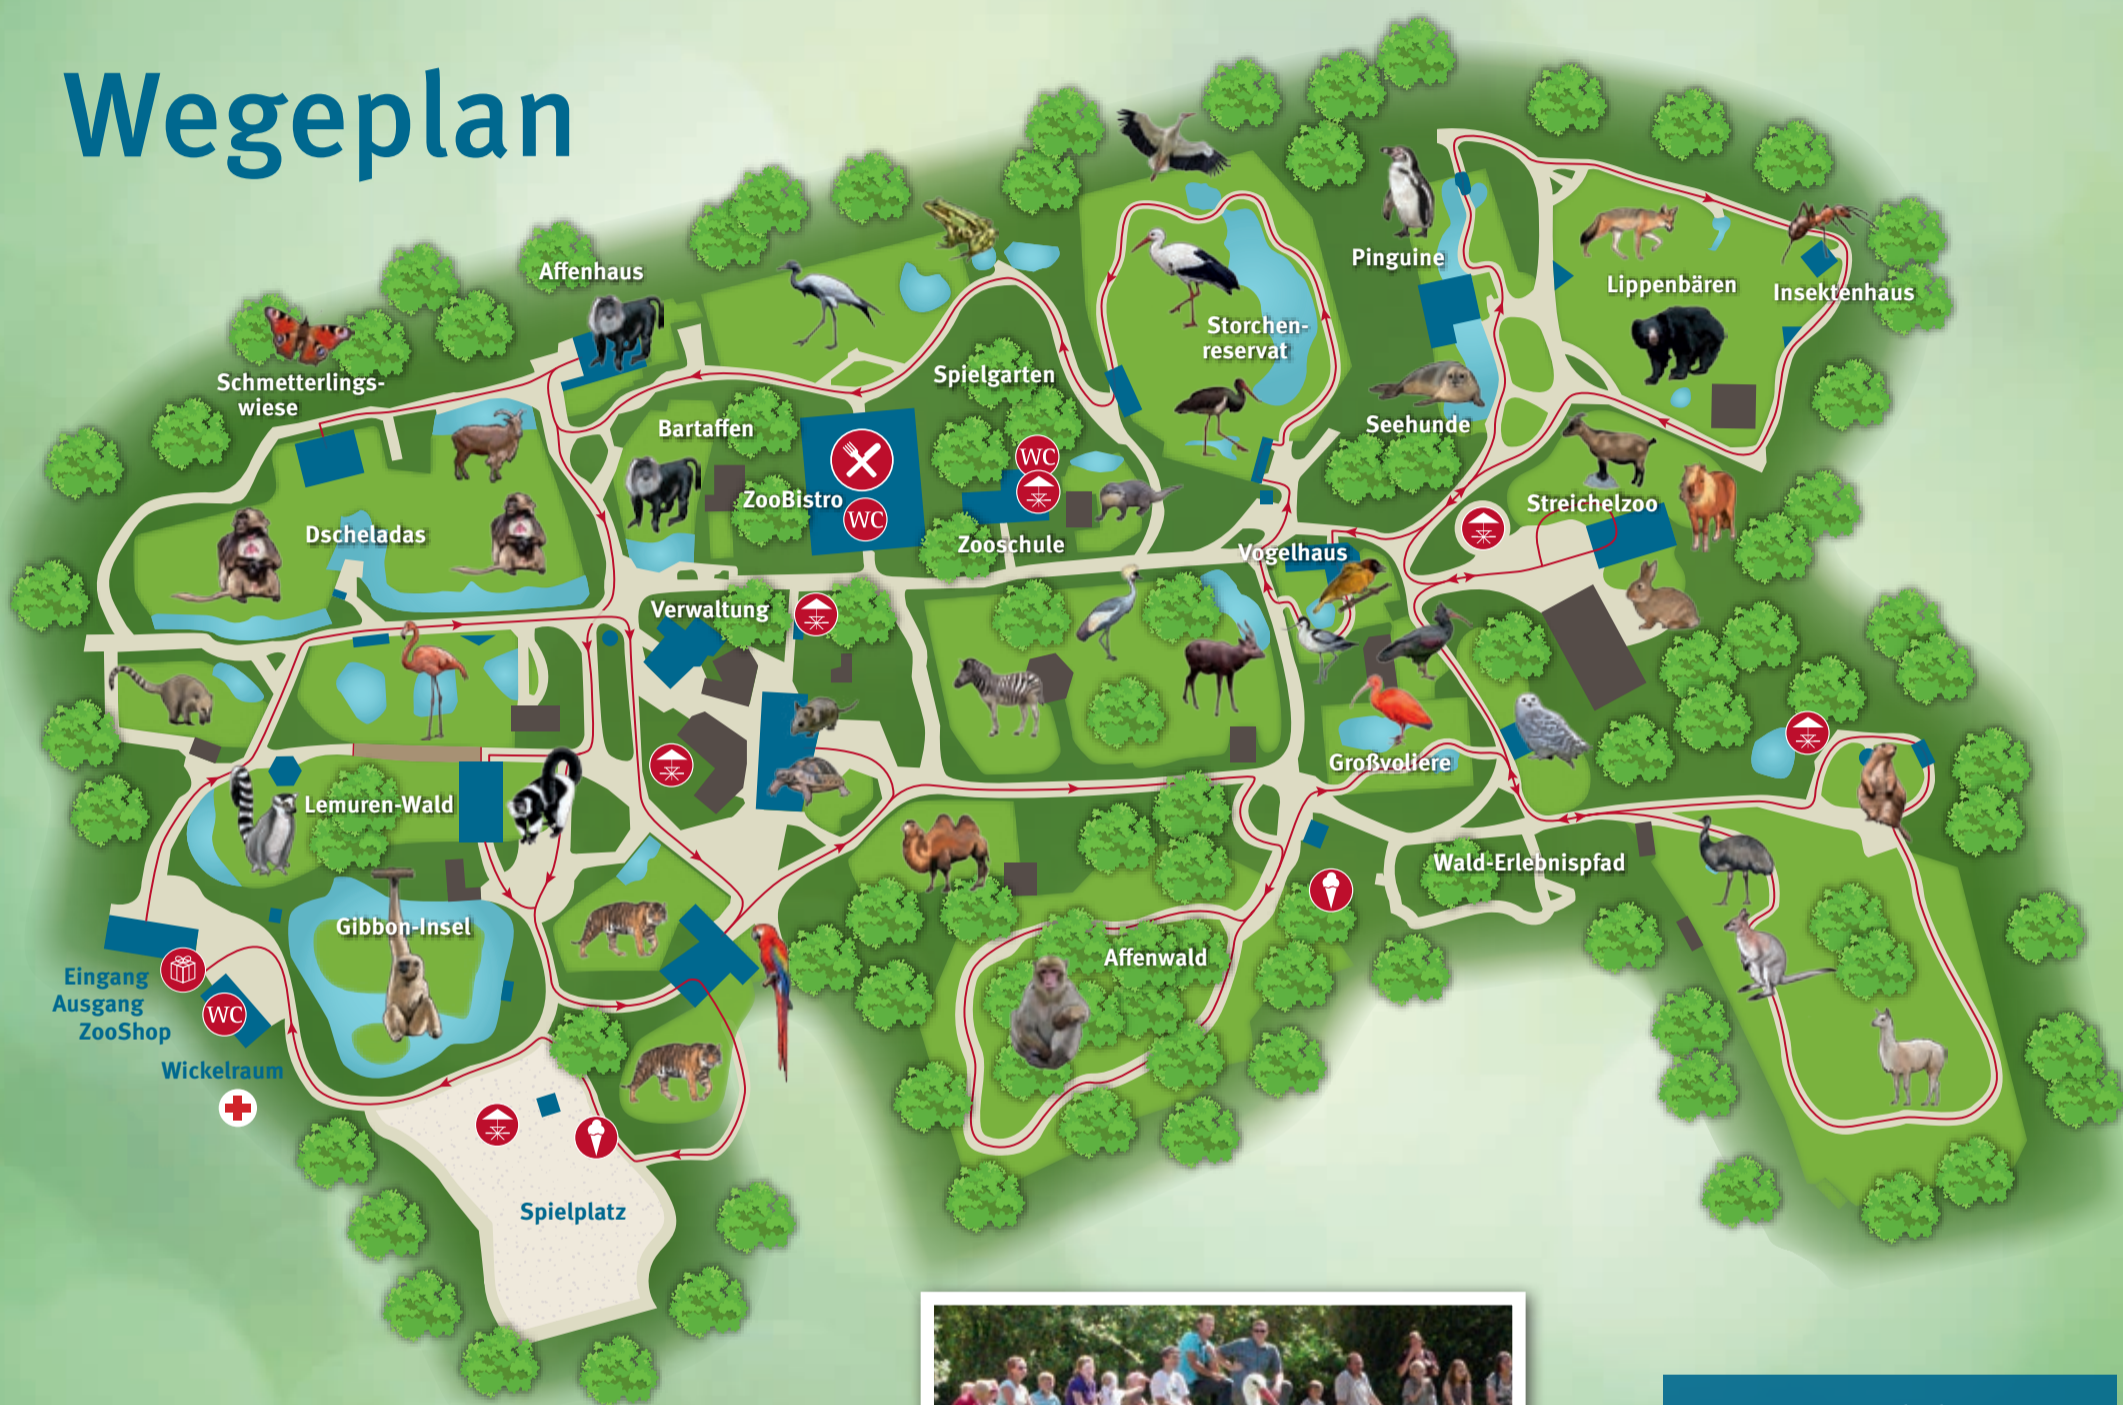 Wegeplan
Affenhaus
Schmetterlings-
wiese
Dscheladas
Bartaffen
ZooBistro
WC
Spielgarten
WC
Zooschule
Storchen-
reservat
Pinguine
Seehunde
Lippenbären
Insektenhaus
Streichelzoo
Vogelhaus
Verwaltung
Großvoliere
Lemuren-Wald
Gibbon-Insel
Wald-Erlebnispfad
Affenwald
Eingang
Ausgang
ZooShop
WC
Wickelraum
Spielplatz